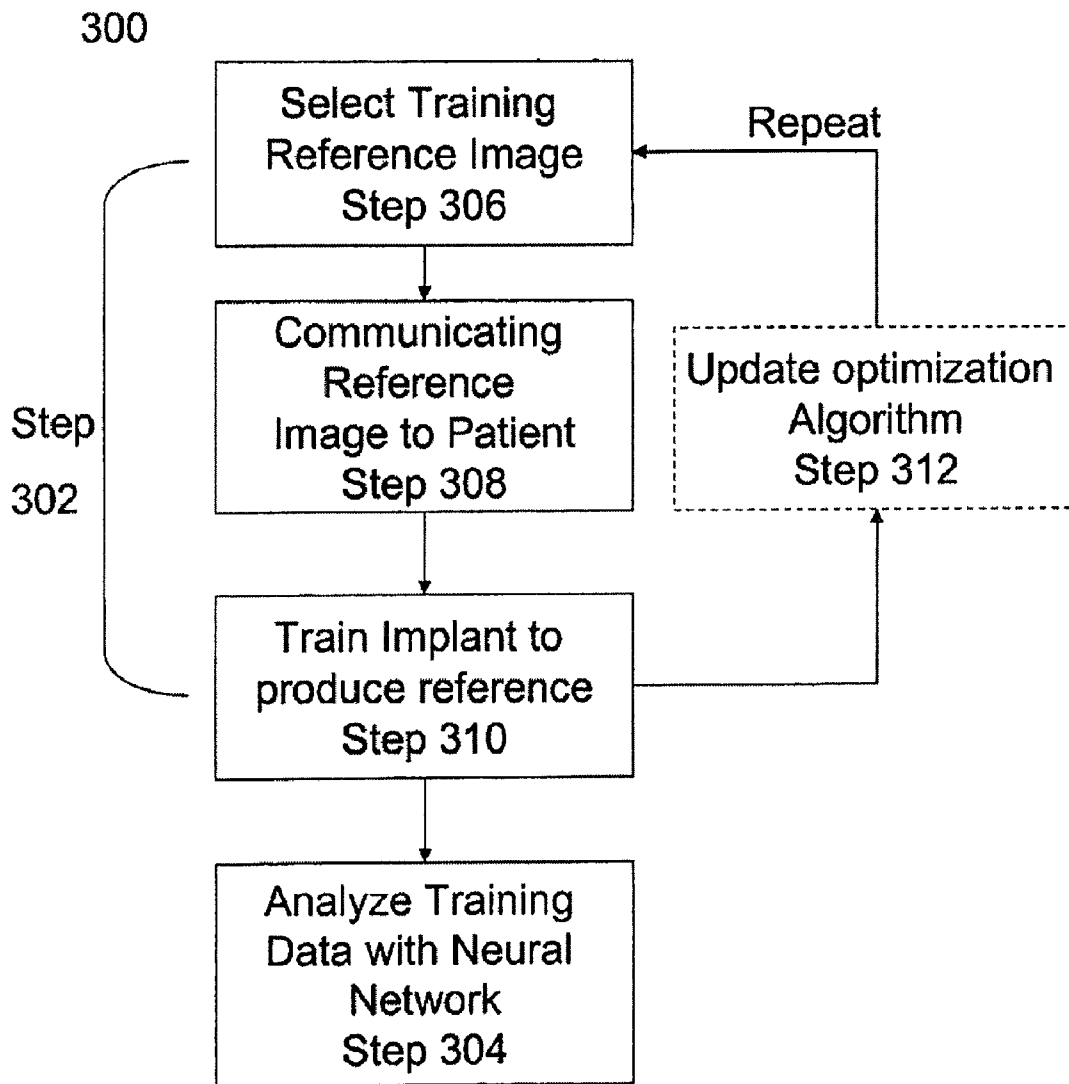 300
Select Training
Reference Image
Step 306
Repeat
Communicating
Reference
Image to Patient
Step 308
Update optimization
Algorithm
Step 312
Step
302
Train Implant to
produce reference
Step 310
Analyze Training
Data with Neural
Network
Step 304